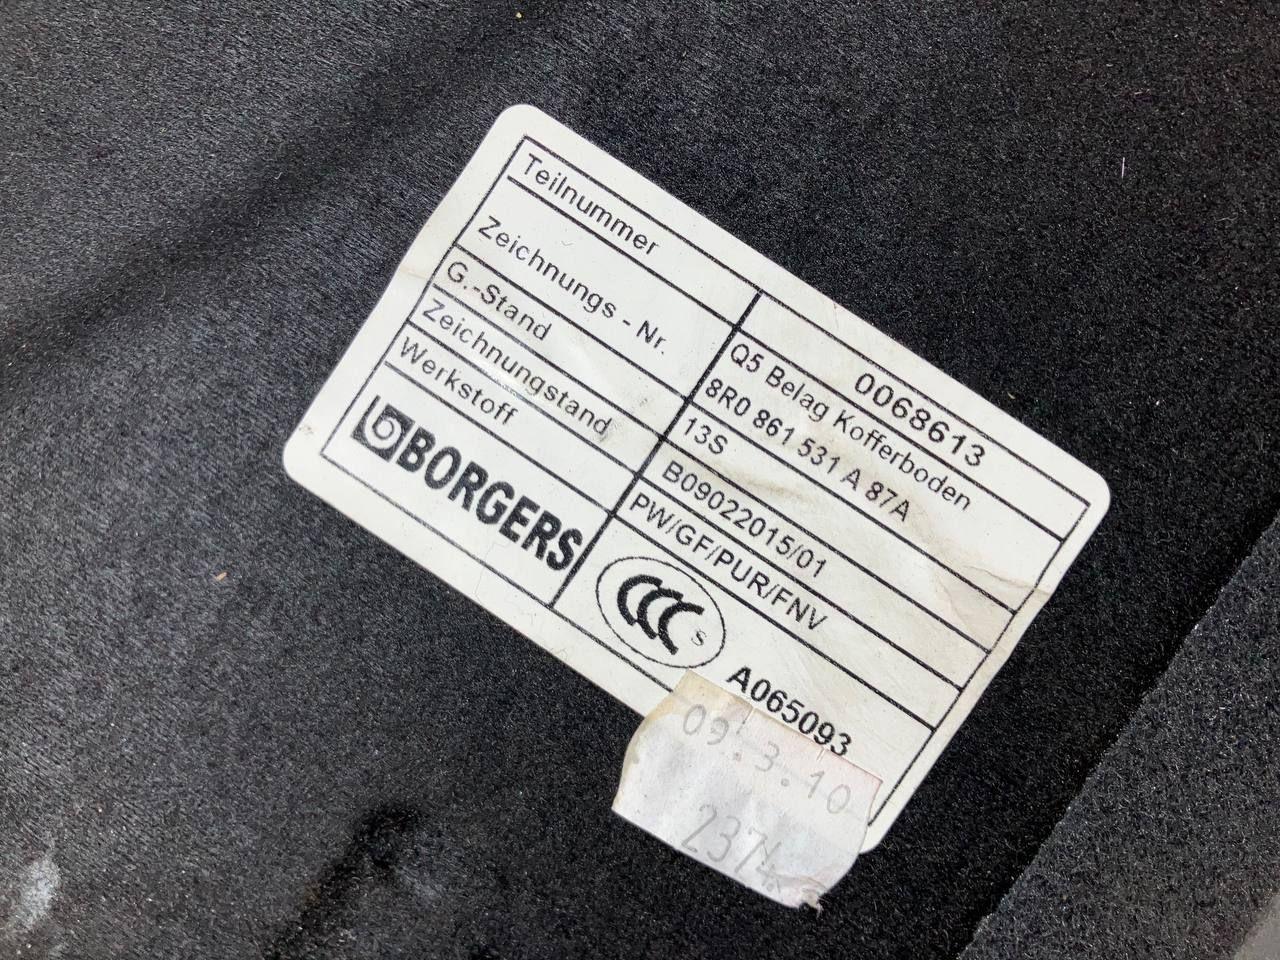 Teilnummer 0068613
Zeichnungs - Nr. Q5 Belag Kofferboden
8R0 861 531 A 87A
G.-Stand 13S
Zeichnungstand B09022015/01
Werkstoff PW/GF/PUR/FNV
BORGERS
CCC S
A065093
09.3.10
2374